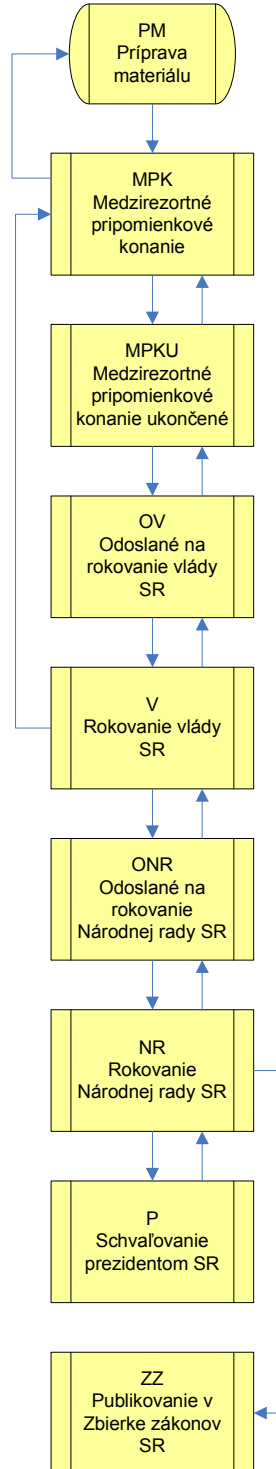 PM
Príprava
materiálu
MPK
Medzirezortné
pripomienkové
konanie
MPKU
Medzirezortné
pripomienkové
konanie ukončené
OV
Odoslané na
rokovanie vlády
SR
V
Rokovanie vlády
SR
ONR
Odoslané na
rokovanie
Národnej rady SR
NR
Rokovanie
Národnej rady SR
P
Schvaľovanie
prezidentom SR
ZZ
Publikovanie v
Zbierke zákonov
SR